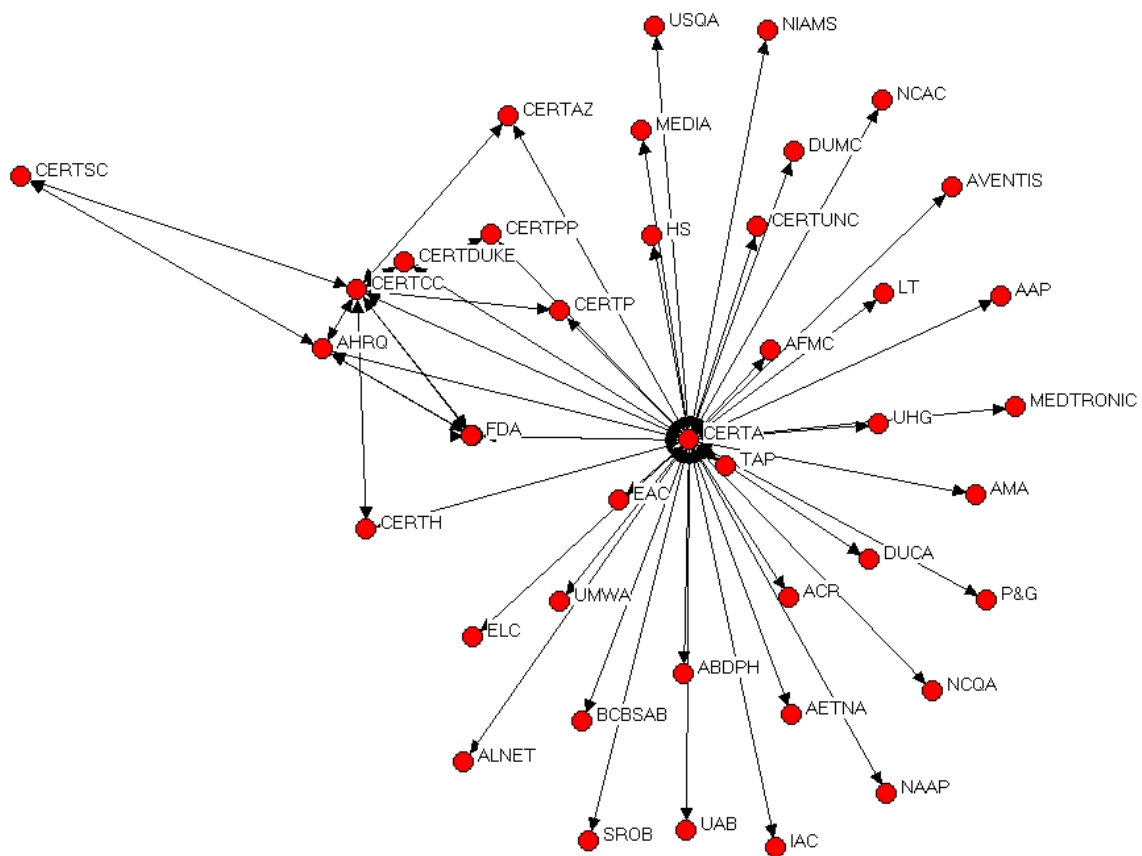 USQA
NIAMS
NCAC
CERTAZ
MEDIA
DUMC
CERTSC
AVENTIS
CERTPP
HS
CERTUNC
CERTDUKE
CERTCC
LT
AAP
CERTP
AHRQ
AFMC
MEDTRONIC
UHG
FDA
CERTA
TAP
EAC
AMA
CERTH
DUCA
UMWA
ACR
P&G
ELC
ABDPH
NCQA
BCBSAB
AETNA
ALNET
NAAP
SROB
UAB
IAC